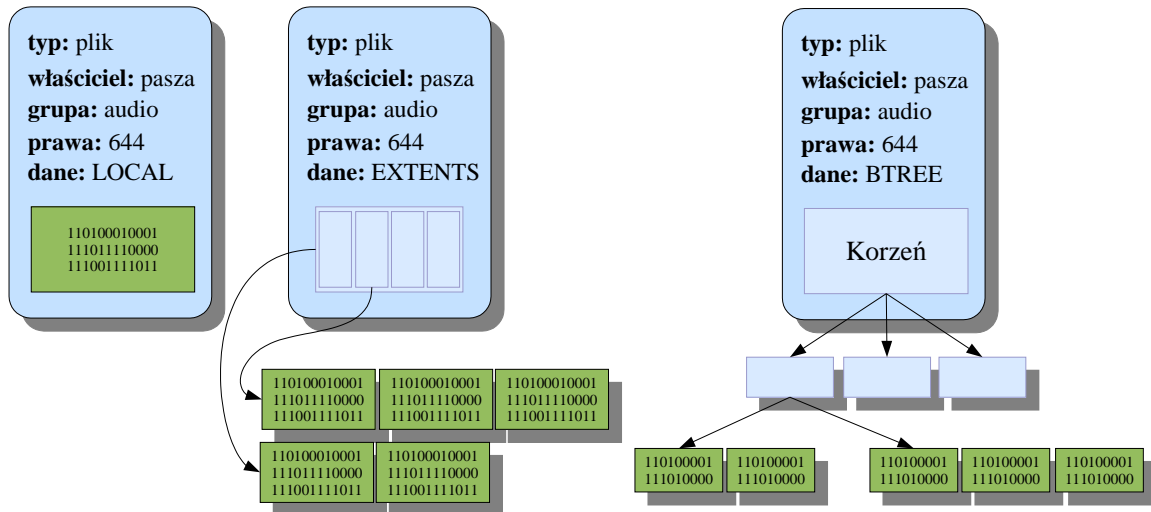 typ: plik
właściciel: pasza
grupa: audio
prawa: 644
dane: LOCAL
110100010001
111011110000
111001111011
typ: plik
właściciel: pasza
grupa: audio
prawa: 644
dane: EXTENTS
110100010001
111011110000
111001111011
110100010001
111011110000
111001111011
110100010001
111011110000
111001111011
110100010001
111011110000
111001111011
110100010001
111011110000
111001111011
typ: plik
właściciel: pasza
grupa: audio
prawa: 644
dane: BTREE
Korzeń
110100001
111010000
110100001
111010000
110100001
111010000
110100001
111010000
110100001
111010000